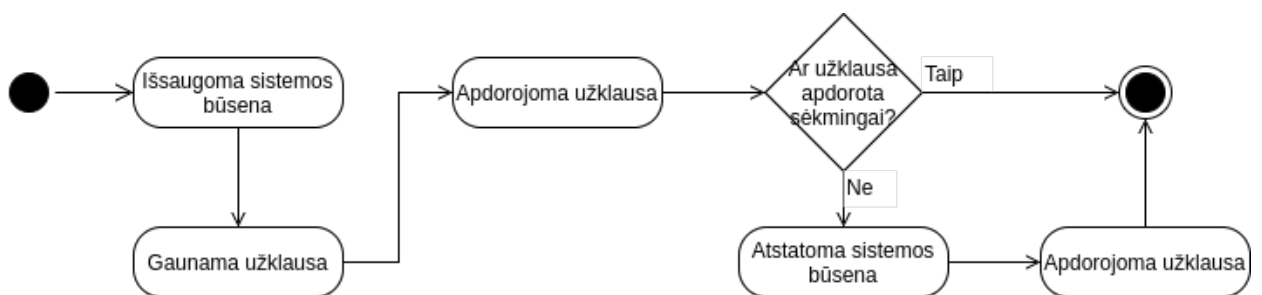 Išsaugoma sistemos
būsena
Gaunama užklausa
Apdorojoma užklausa
Ar užklausa
apdorota
sėkmingai?
Taip
Ne
Atstatoma sistemos
būsena
Apdorojoma užklausa